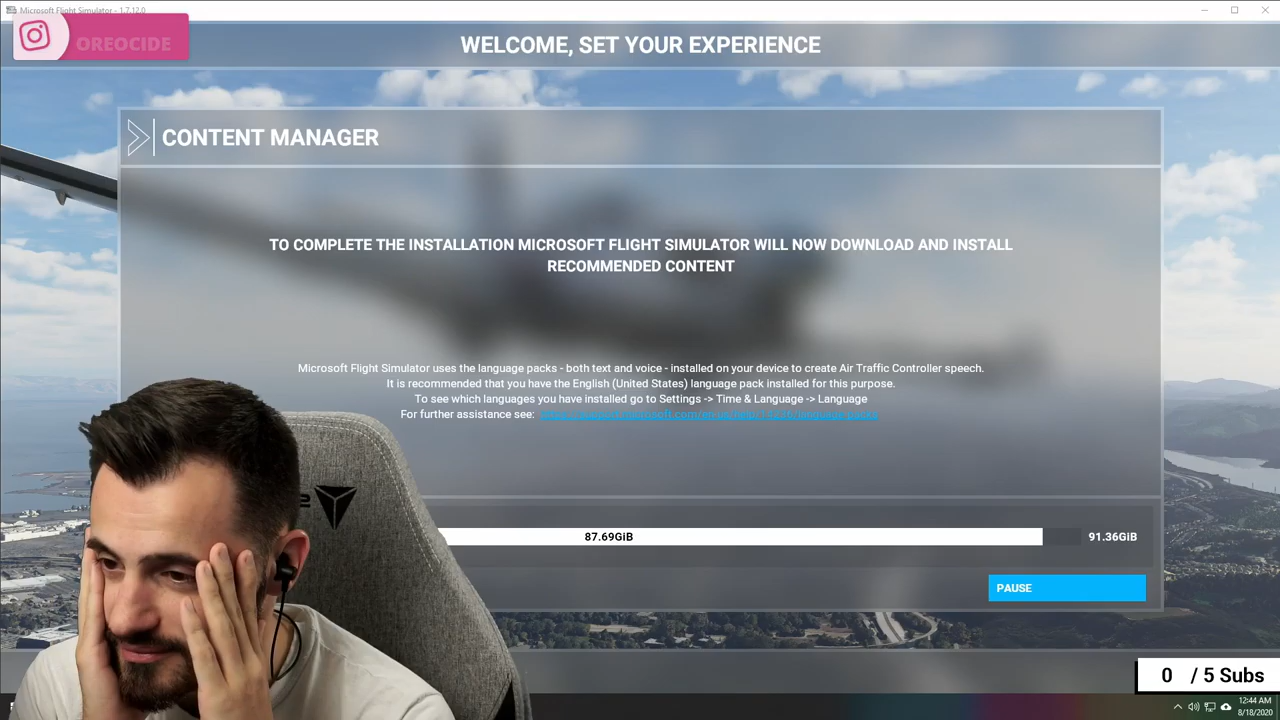 Microsoft Flight Simulator - 1.7.12.0
OREOCIDE
WELCOME, SET YOUR EXPERIENCE
CONTENT MANAGER
TO COMPLETE THE INSTALLATION MICROSOFT FLIGHT SIMULATOR WILL NOW DOWNLOAD AND INSTALL
RECOMMENDED CONTENT
Microsoft Flight Simulator uses the language packs - both text and voice - installed on your device to create Air Traffic Controller speech.
It is recommended that you have the English (United States) language pack installed for this purpose.
To see which languages you have installed go to Settings -> Time & Language -> Language
For further assistance see:
87.69GiB
91.36GiB
PAUSE
0 / 5 Subs
12:44 AM
8/18/2020